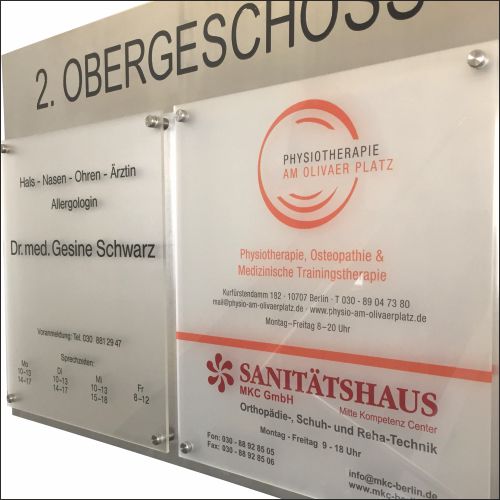 2. OBERGESCHOSS
Hals - Nasen - Ohren - Ärztin
Allergologin
Dr. med. Gesine Schwarz
Voranmeldung: Tel. 030 881 29 47
Sprechzeiten:
Mo Di Mi Fr
10-13 10-13 10-13 8-12
14-17 14-17 15-18
PHYSIOTHERAPIE
AM OLIVAER PLATZ
Physiotherapie, Osteopathie &
Medizinische Trainingstherapie
Kurfürstendamm 182 · 10707 Berlin · T 030 - 89 04 73 80
mail@physio-am-olivaerplatz.de · www.physio-am-olivaerplatz.de
Montag – Freitag 8 – 20 Uhr
SANITÄTSHAUS
MKC GmbH
Mitte Kompetenz Center
Orthopädie-, Schuh- und Reha-Technik
Montag - Freitag 9 - 18 Uhr
Fon: 030 - 88 92 85 05
Fax: 030 - 88 92 85 06
info@mkc-berlin.de
www.mkc-berlin.de